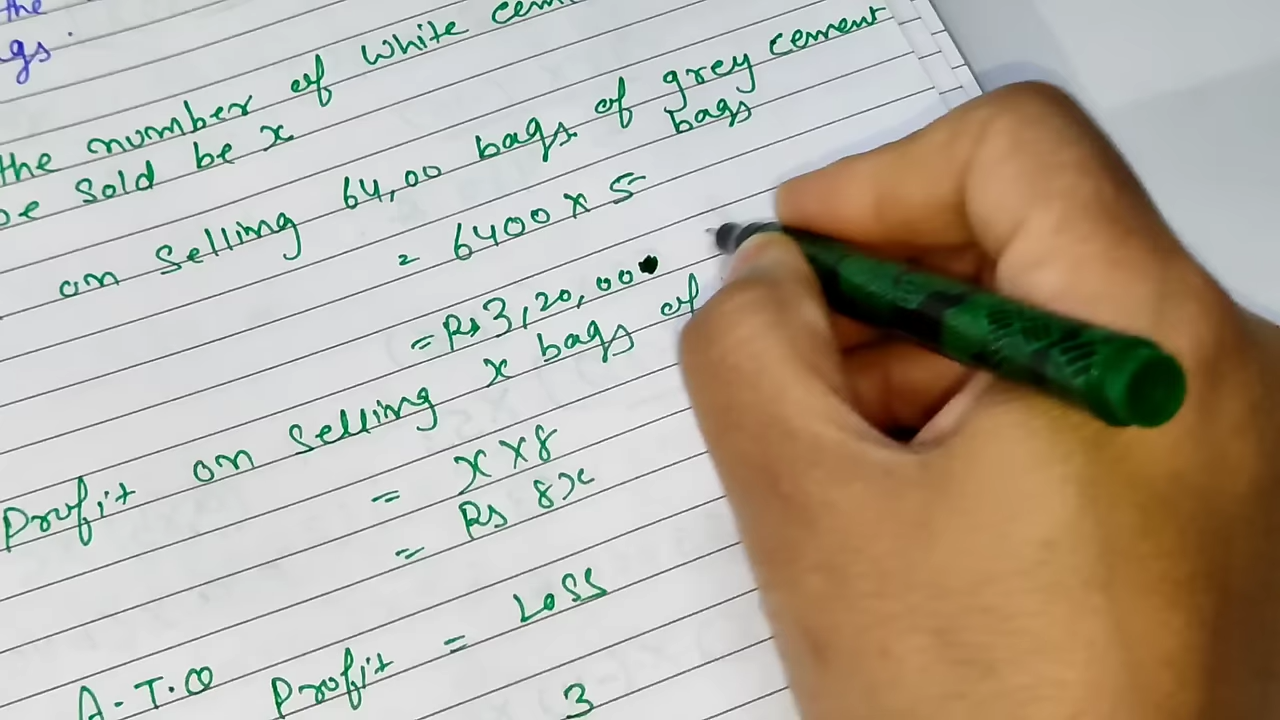 the
gs.
the number of White cem
be Sold be x
on Selling 64,00 bags of grey cement
bags
= 6400 x 5
= Rs 3,20,00
Profit on Selling x bags of
= x x 8
= Rs 8x
A.T.Q Profit = Loss
3